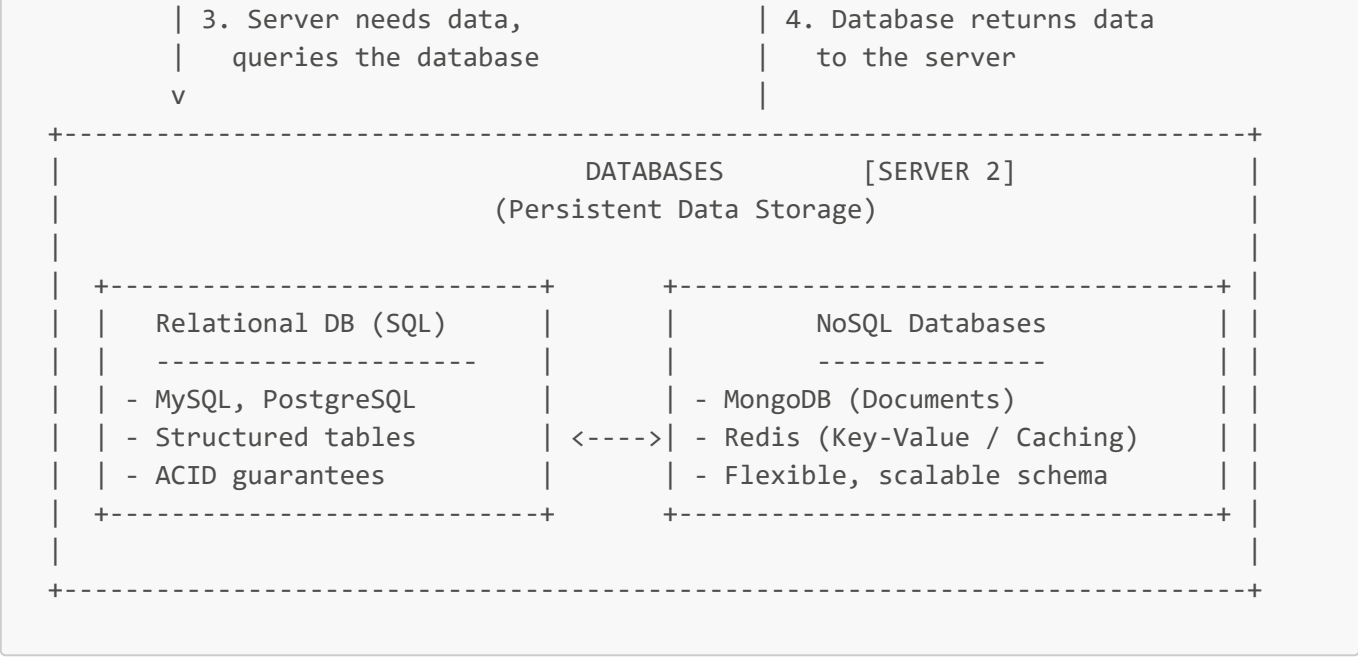 | 3. Server needs data,               | 4. Database returns data
|   queries the database              |   to the server
v                                     |
+-----------------------------------------------------------------------------+
|                                  DATABASES         [SERVER 2]               |
|                            (Persistent Data Storage)                        |
|                                                                             |
|  +----------------------------+       +-----------------------------------+ |
|  |   Relational DB (SQL)      |       |         NoSQL Databases           | |
|  |   ---------------------    |       |         ---------------           | |
|  | - MySQL, PostgreSQL        |       | - MongoDB (Documents)             | |
|  | - Structured tables        | <---->| - Redis (Key-Value / Caching)     | |
|  | - ACID guarantees          |       | - Flexible, scalable schema       | |
|  +----------------------------+       +-----------------------------------+ |
|                                                                             |
+-----------------------------------------------------------------------------+